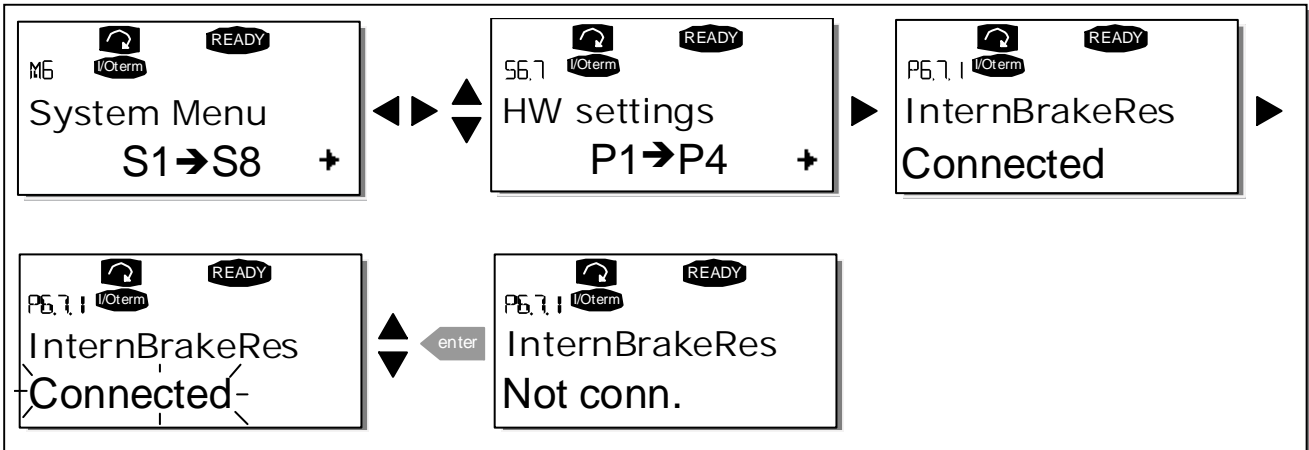 READY
M6 I/Oterm
System Menu
S1➔S8
READY
S6.7 I/Oterm
HW settings
P1➔P4
READY
P6.7.1 I/Oterm
InternBrakeRes
Connected
READY
P6.7.1 I/Oterm
InternBrakeRes
Connected
enter
READY
P6.7.1 I/Oterm
InternBrakeRes
Not conn.